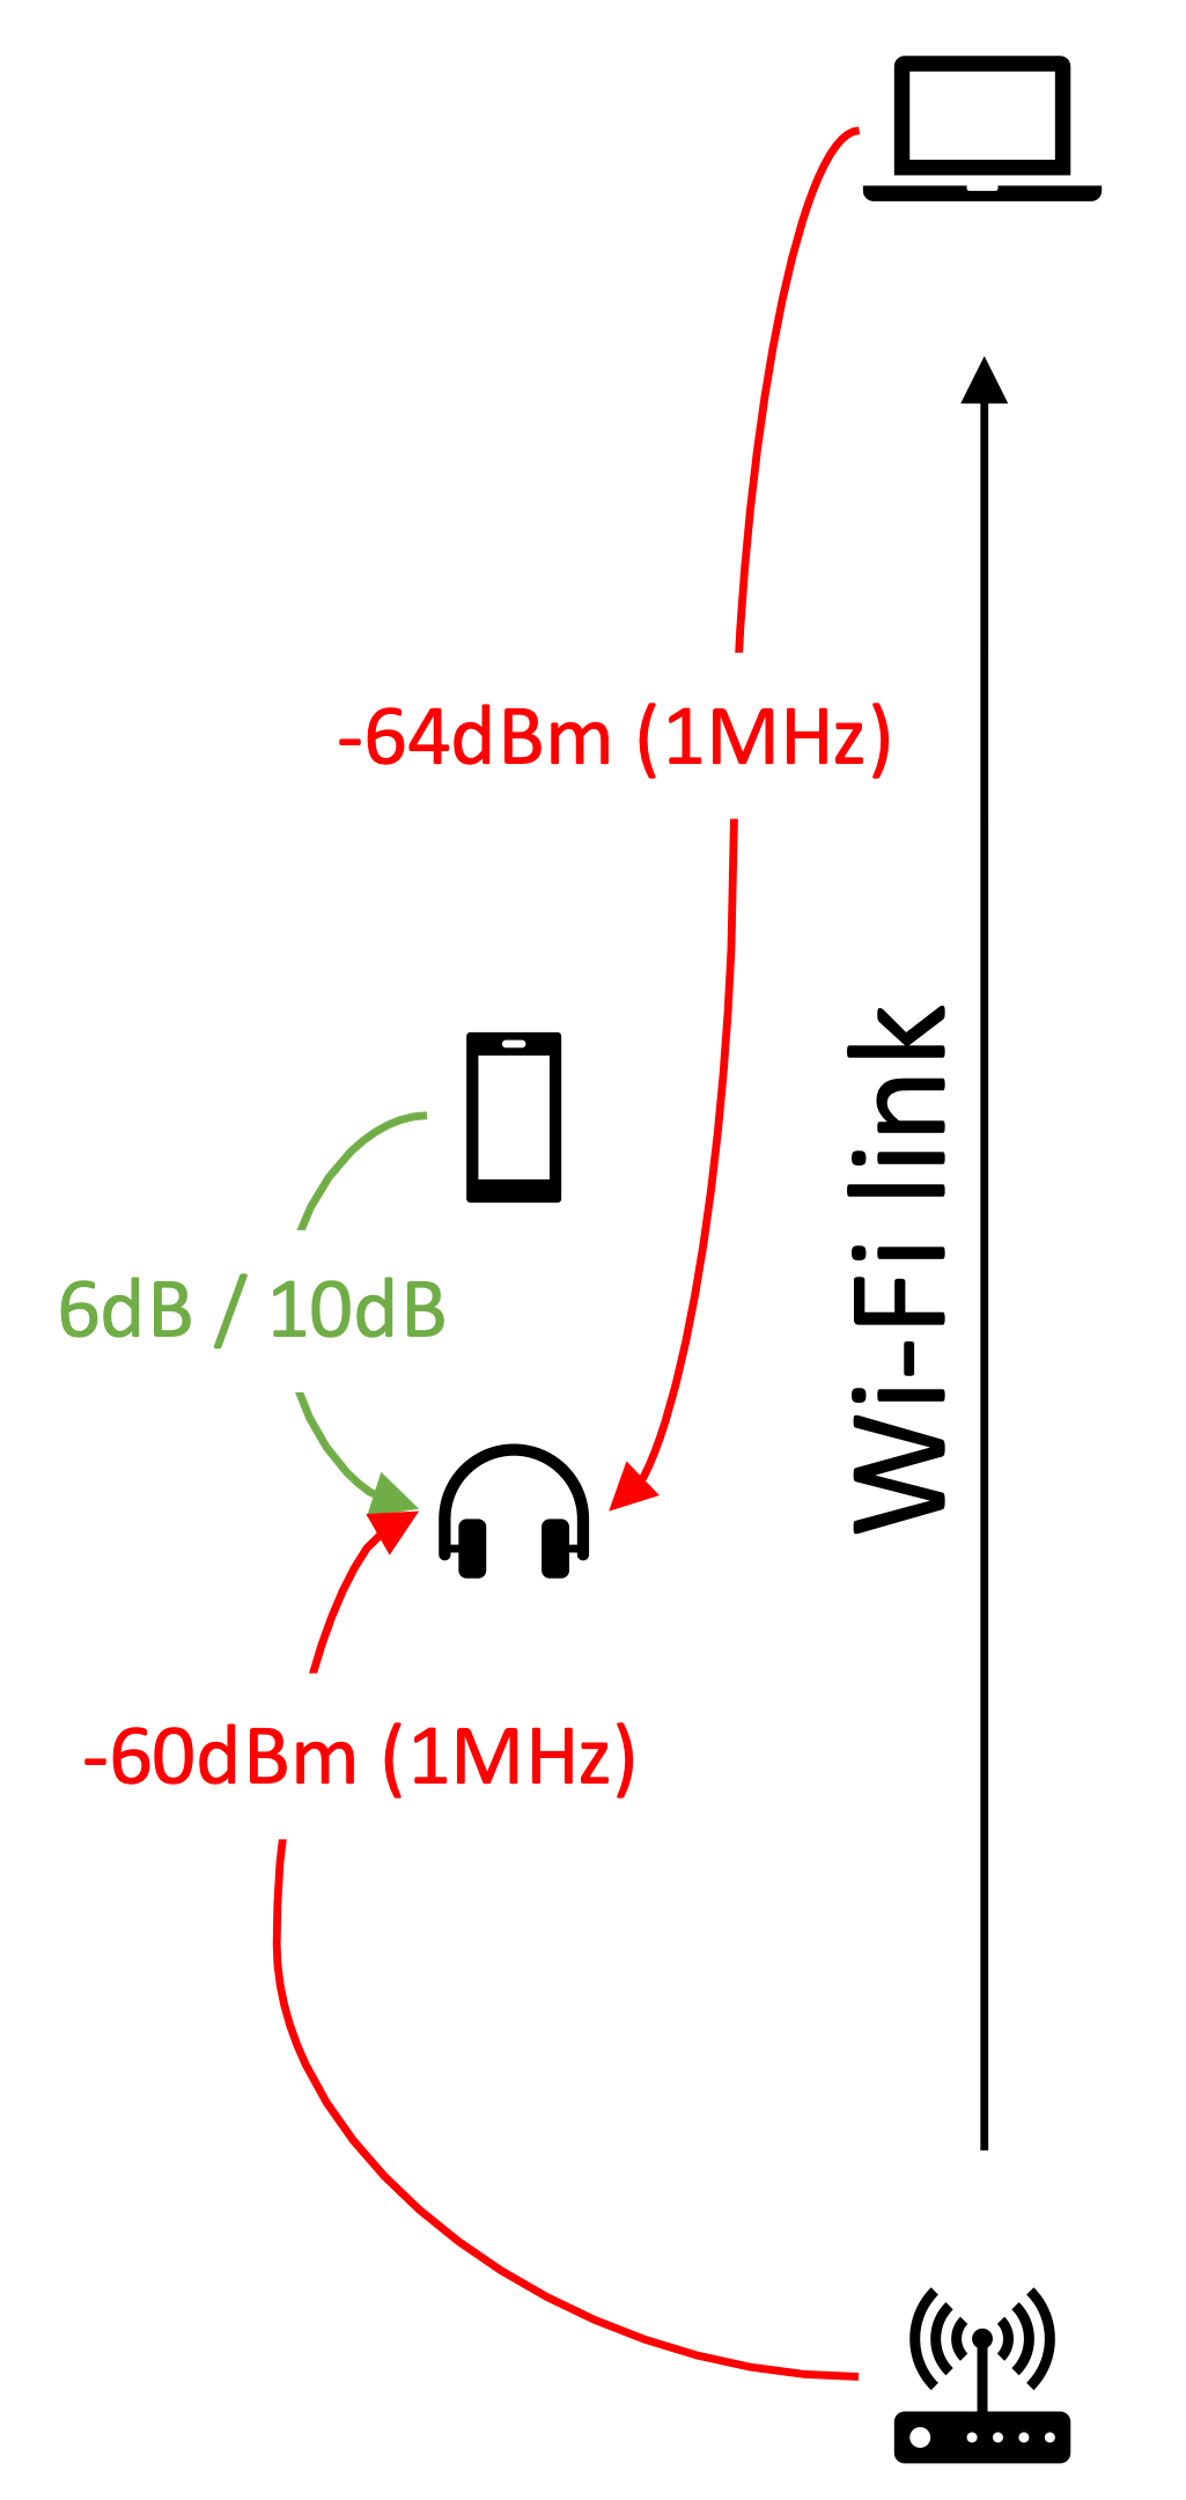 -64dBm (1MHz)
Wi-Fi link
6dB / 10dB
-60dBm (1MHz)